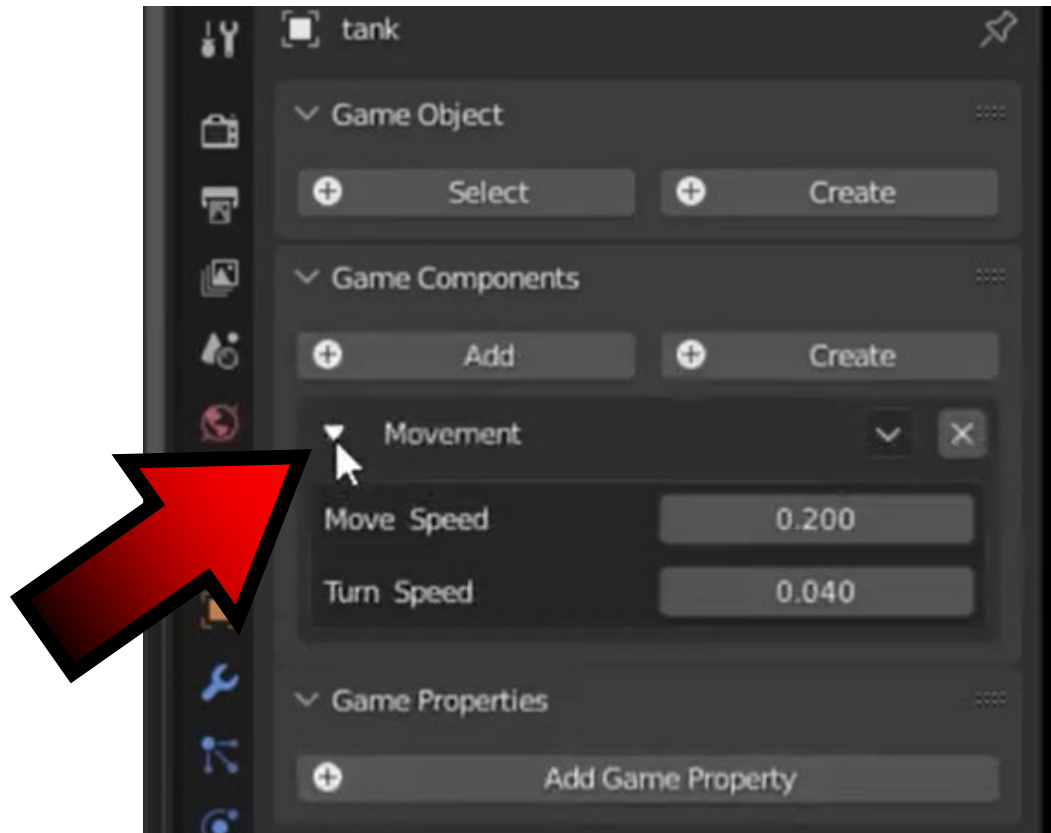 tank
Game Object
Select Create
Game Components
Add Create
Movement
Move Speed 0.200
Turn Speed 0.040
Game Properties
Add Game Property